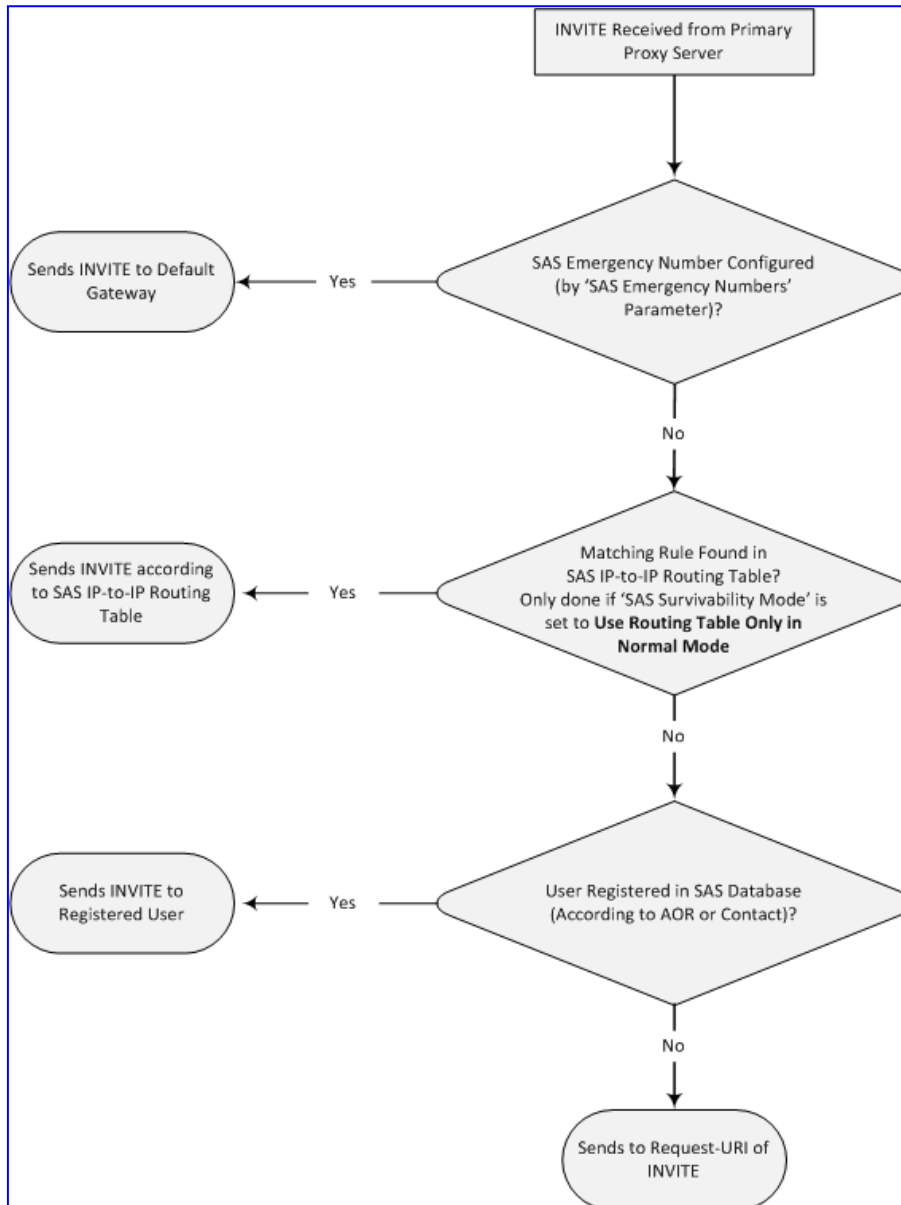 INVITE Received from Primary
Proxy Server
SAS Emergency Number Configured
(by ‘SAS Emergency Numbers’
Parameter)?
Yes
Sends INVITE to Default
Gateway
No
Matching Rule Found in
SAS IP-to-IP Routing Table?
Only done if ‘SAS Survivability Mode’ is
set to Use Routing Table Only in
Normal Mode
Yes
Sends INVITE according
to SAS IP-to-IP Routing
Table
No
User Registered in SAS Database
(According to AOR or Contact)?
Yes
Sends INVITE to
Registered User
No
Sends to Request-URI of
INVITE